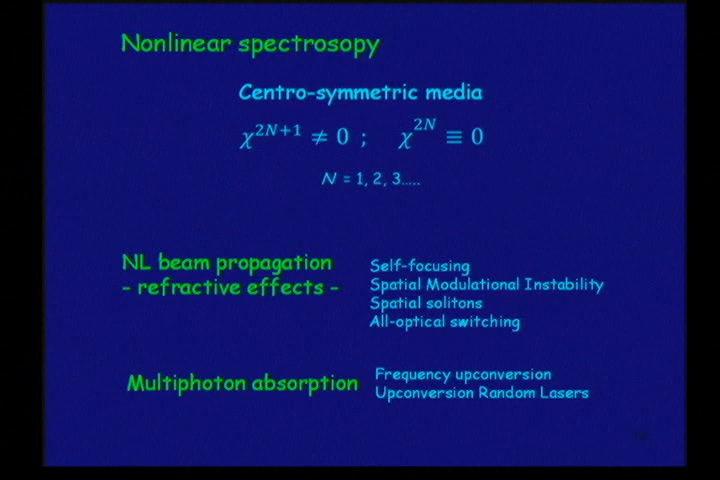 Nonlinear spectrosopy
Centro-symmetric media
χ^{2N+1} ≠ 0 ; χ^{2N} ≡ 0
N = 1, 2, 3.....
NL beam propagation
- refractive effects -
Self-focusing
Spatial Modulational Instability
Spatial solitons
All-optical switching
Multiphoton absorption
Frequency upconversion
Upconversion Random Lasers